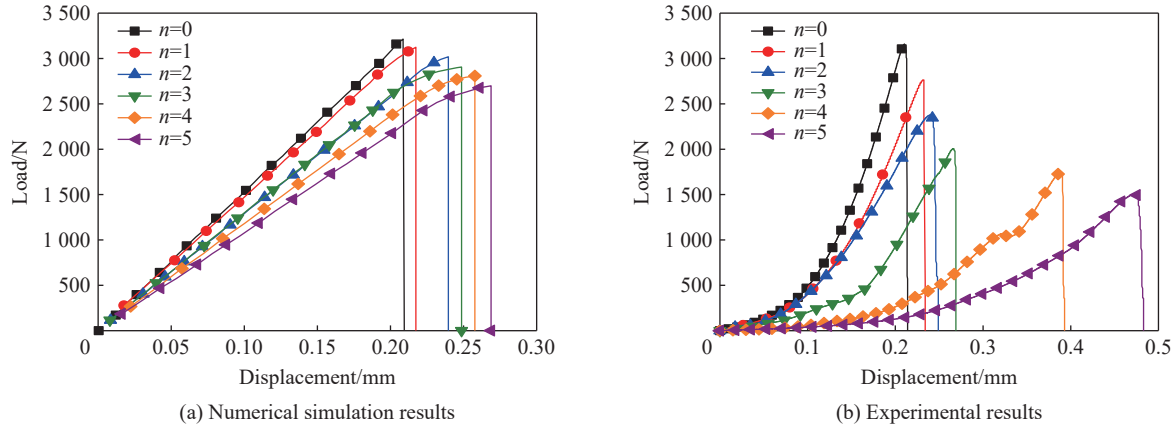 3 500
3 000
2 500
2 000
1 500
1 000
500
0
0.05
0.10
0.15
0.20
0.25
0.30
Load/N
Displacement/mm
n=0
n=1
n=2
n=3
n=4
n=5
(a) Numerical simulation results
3 500
3 000
2 500
2 000
1 500
1 000
500
0
0.1
0.2
0.3
0.4
0.5
Load/N
Displacement/mm
n=0
n=1
n=2
n=3
n=4
n=5
(b) Experimental results